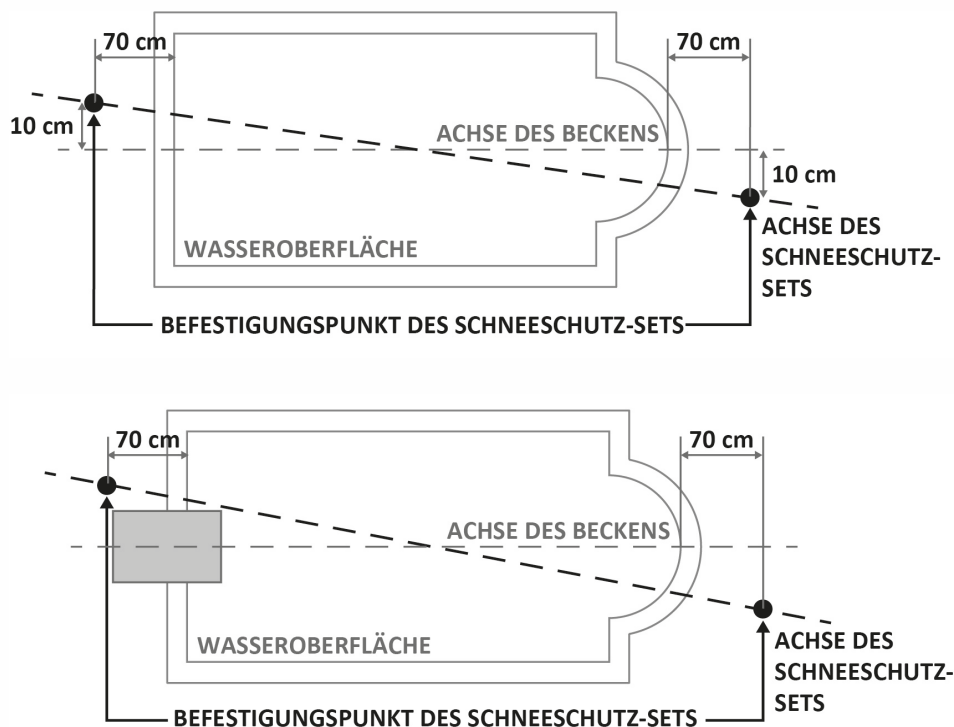 70 cm
70 cm
10 cm
ACHSE DES BECKENS
10 cm
WASSEROBERFLÄCHE
ACHSE DES
SCHNEESCHUTZ-
SETS
BEFESTIGUNGSPUNKT DES SCHNEESCHUTZ-SETS
70 cm
70 cm
ACHSE DES BECKENS
WASSEROBERFLÄCHE
ACHSE DES
SCHNEESCHUTZ-
SETS
BEFESTIGUNGSPUNKT DES SCHNEESCHUTZ-SETS